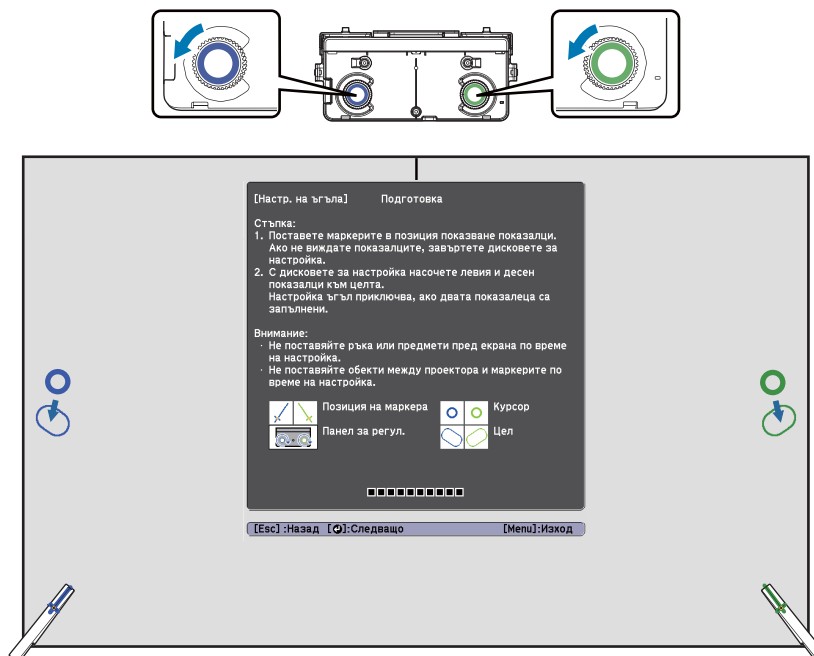 [Настр. на ъгъла] Подготовка
Стъпка:
1. Поставете маркерите в позиция показване показалци.
Ако не виждате показалците, завъртете дисковете за
настройка.
2. С дисковете за настройка насочете левия и десен
показалци към целта.
Настройка ъгъл приключва, ако двата показалеца са
запълнени.
Внимание:
· Не поставяйте ръка или предмети пред екрана по време
на настройка.
· Не поставяйте обекти между проектора и маркерите по
време на настройка.
Позиция на маркера Курсор
Панел за регул. Цел
[Esc] :Назад [⏎]:Следващо [Menu]:Изход